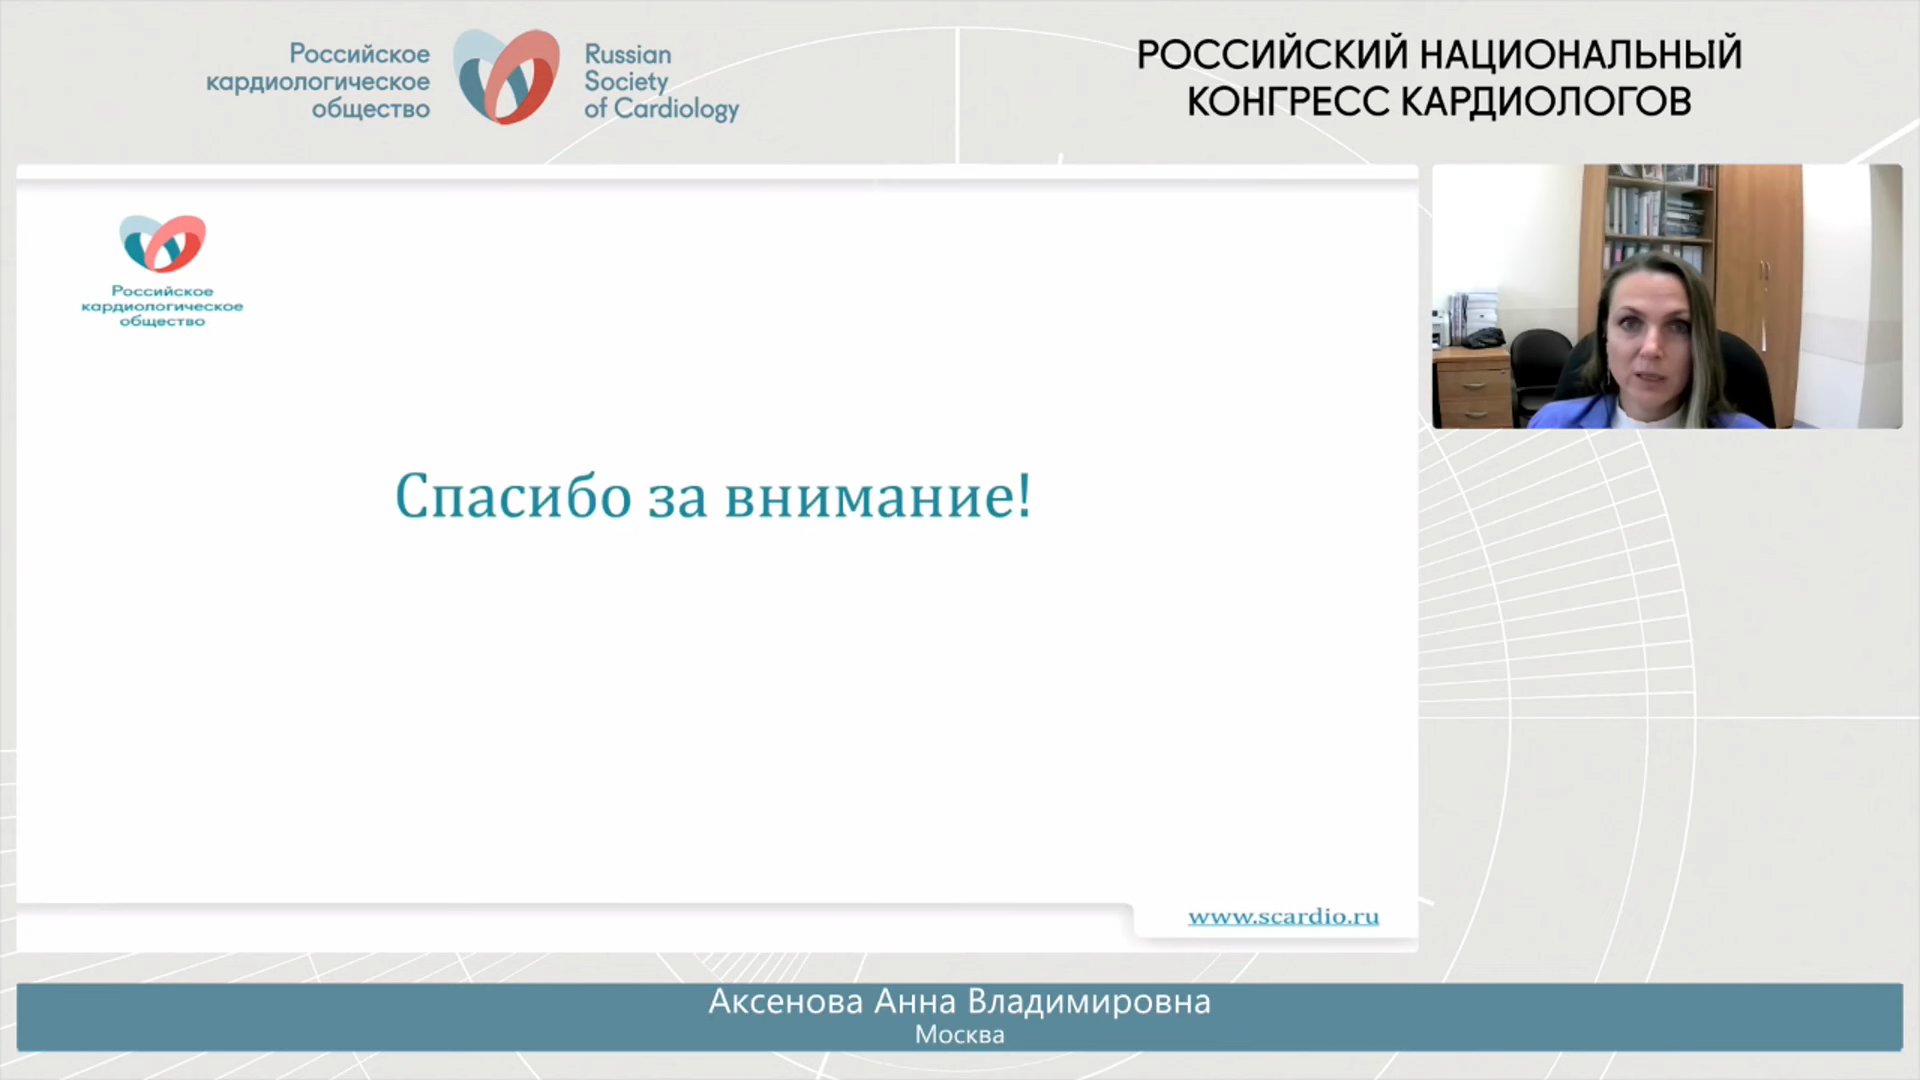 Российское
кардиологическое
общество
Russian
Society
of Cardiology
РОССИЙСКИЙ НАЦИОНАЛЬНЫЙ
КОНГРЕСС КАРДИОЛОГОВ
Российское
кардиологическое
общество
Спасибо за внимание!
www.scardio.ru
Аксенова Анна Владимировна
Москва